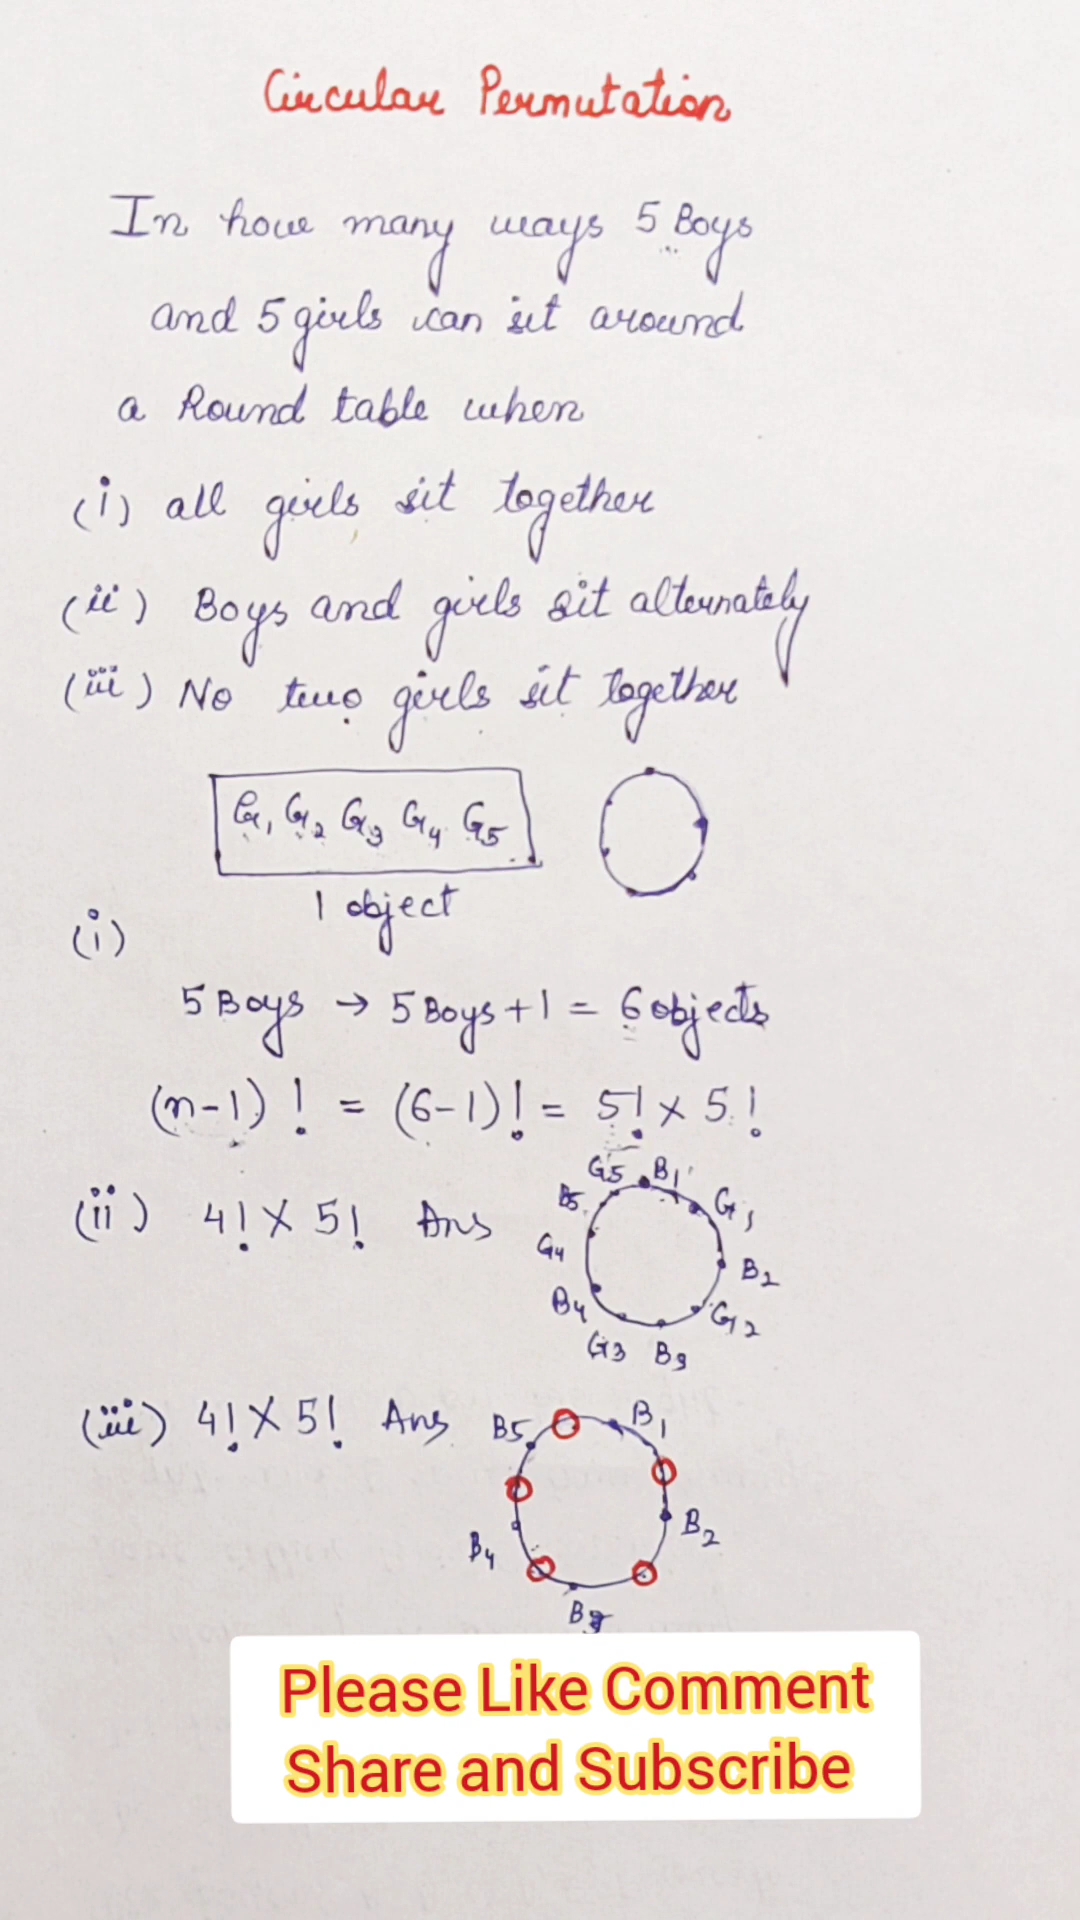 Circular Permutation
In how many ways 5 Boys
and 5 girls can sit around
a Round table when
(i) all girls sit together
(ii) Boys and girls sit alternately
(iii) No two girls sit together
G1, G2 G3 G4 G5
1 object
(i)
5 Boys → 5 Boys + 1 = 6 objects
(n-1)! = (6-1)! = 5! × 5!
G5 B1
B5 G1
(ii) 4! X 5! Ans
G4 B2
B4 G2
G3 B3
(iii) 4! X 5! Ans B5 B1
B4 B2
B3
Please Like Comment
Share and Subscribe